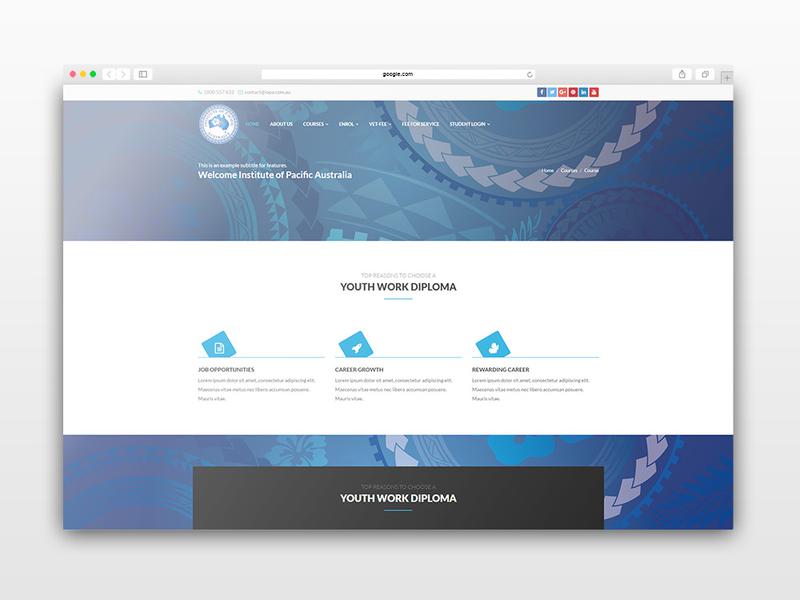 google.com
1300 557 632 contact@iopa.com.au
HOME ABOUT US COURSES ENROL VET-FEE FEE FOR SERVICE STUDENT LOGIN
This is an example subtitle for features.
Welcome Institute of Pacific Australia
Home / Courses / Course
TOP REASONS TO CHOOSE A
YOUTH WORK DIPLOMA
JOB OPPORTUNITIES
Lorem ipsum dolor sit amet, consectetur adipiscing elit.
Maecenas vitae metus nec libero accumsan posuere.
Mauris vitae.
CAREER GROWTH
Lorem ipsum dolor sit amet, consectetur adipiscing elit.
Maecenas vitae metus nec libero accumsan posuere.
Mauris vitae.
REWARDING CAREER
Lorem ipsum dolor sit amet, consectetur adipiscing elit.
Maecenas vitae metus nec libero accumsan posuere.
Mauris vitae.
TOP REASONS TO CHOOSE A
YOUTH WORK DIPLOMA